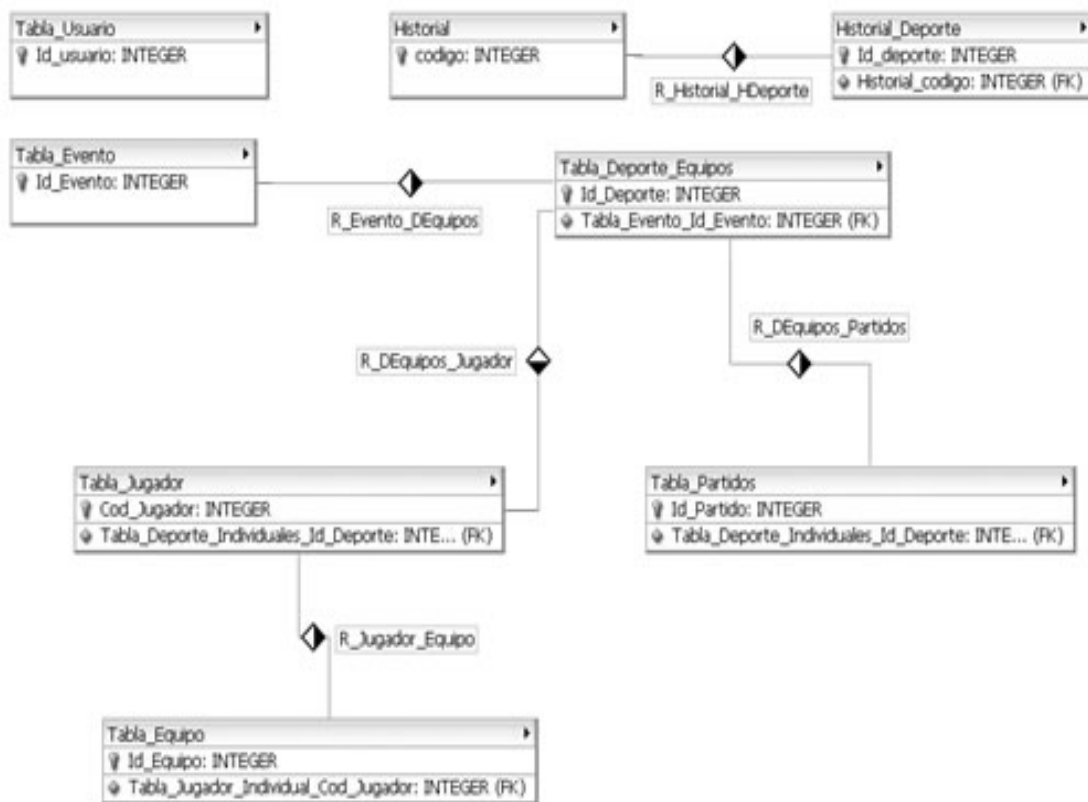 Tabla_Usuario
Id_usuario: INTEGER
Historial
codigo: INTEGER
R_Historial_HDeporte
Historial_Deporte
Id_deporte: INTEGER
Historial_codigo: INTEGER (FK)
Tabla_Evento
Id_Evento: INTEGER
R_Evento_DEquipos
Tabla_Deporte_Equipos
Id_Deporte: INTEGER
Tabla_Evento_Id_Evento: INTEGER (FK)
R_DEquipos_Partidos
R_DEquipos_Jugador
Tabla_Jugador
Cod_Jugador: INTEGER
Tabla_Deporte_Individuales_Id_Deporte: INTE... (FK)
Tabla_Partidos
Id_Partido: INTEGER
Tabla_Deporte_Individuales_Id_Deporte: INTE... (FK)
R_Jugador_Equipo
Tabla_Equipo
Id_Equipo: INTEGER
Tabla_Jugador_Individual_Cod_Jugador: INTEGER (FK)